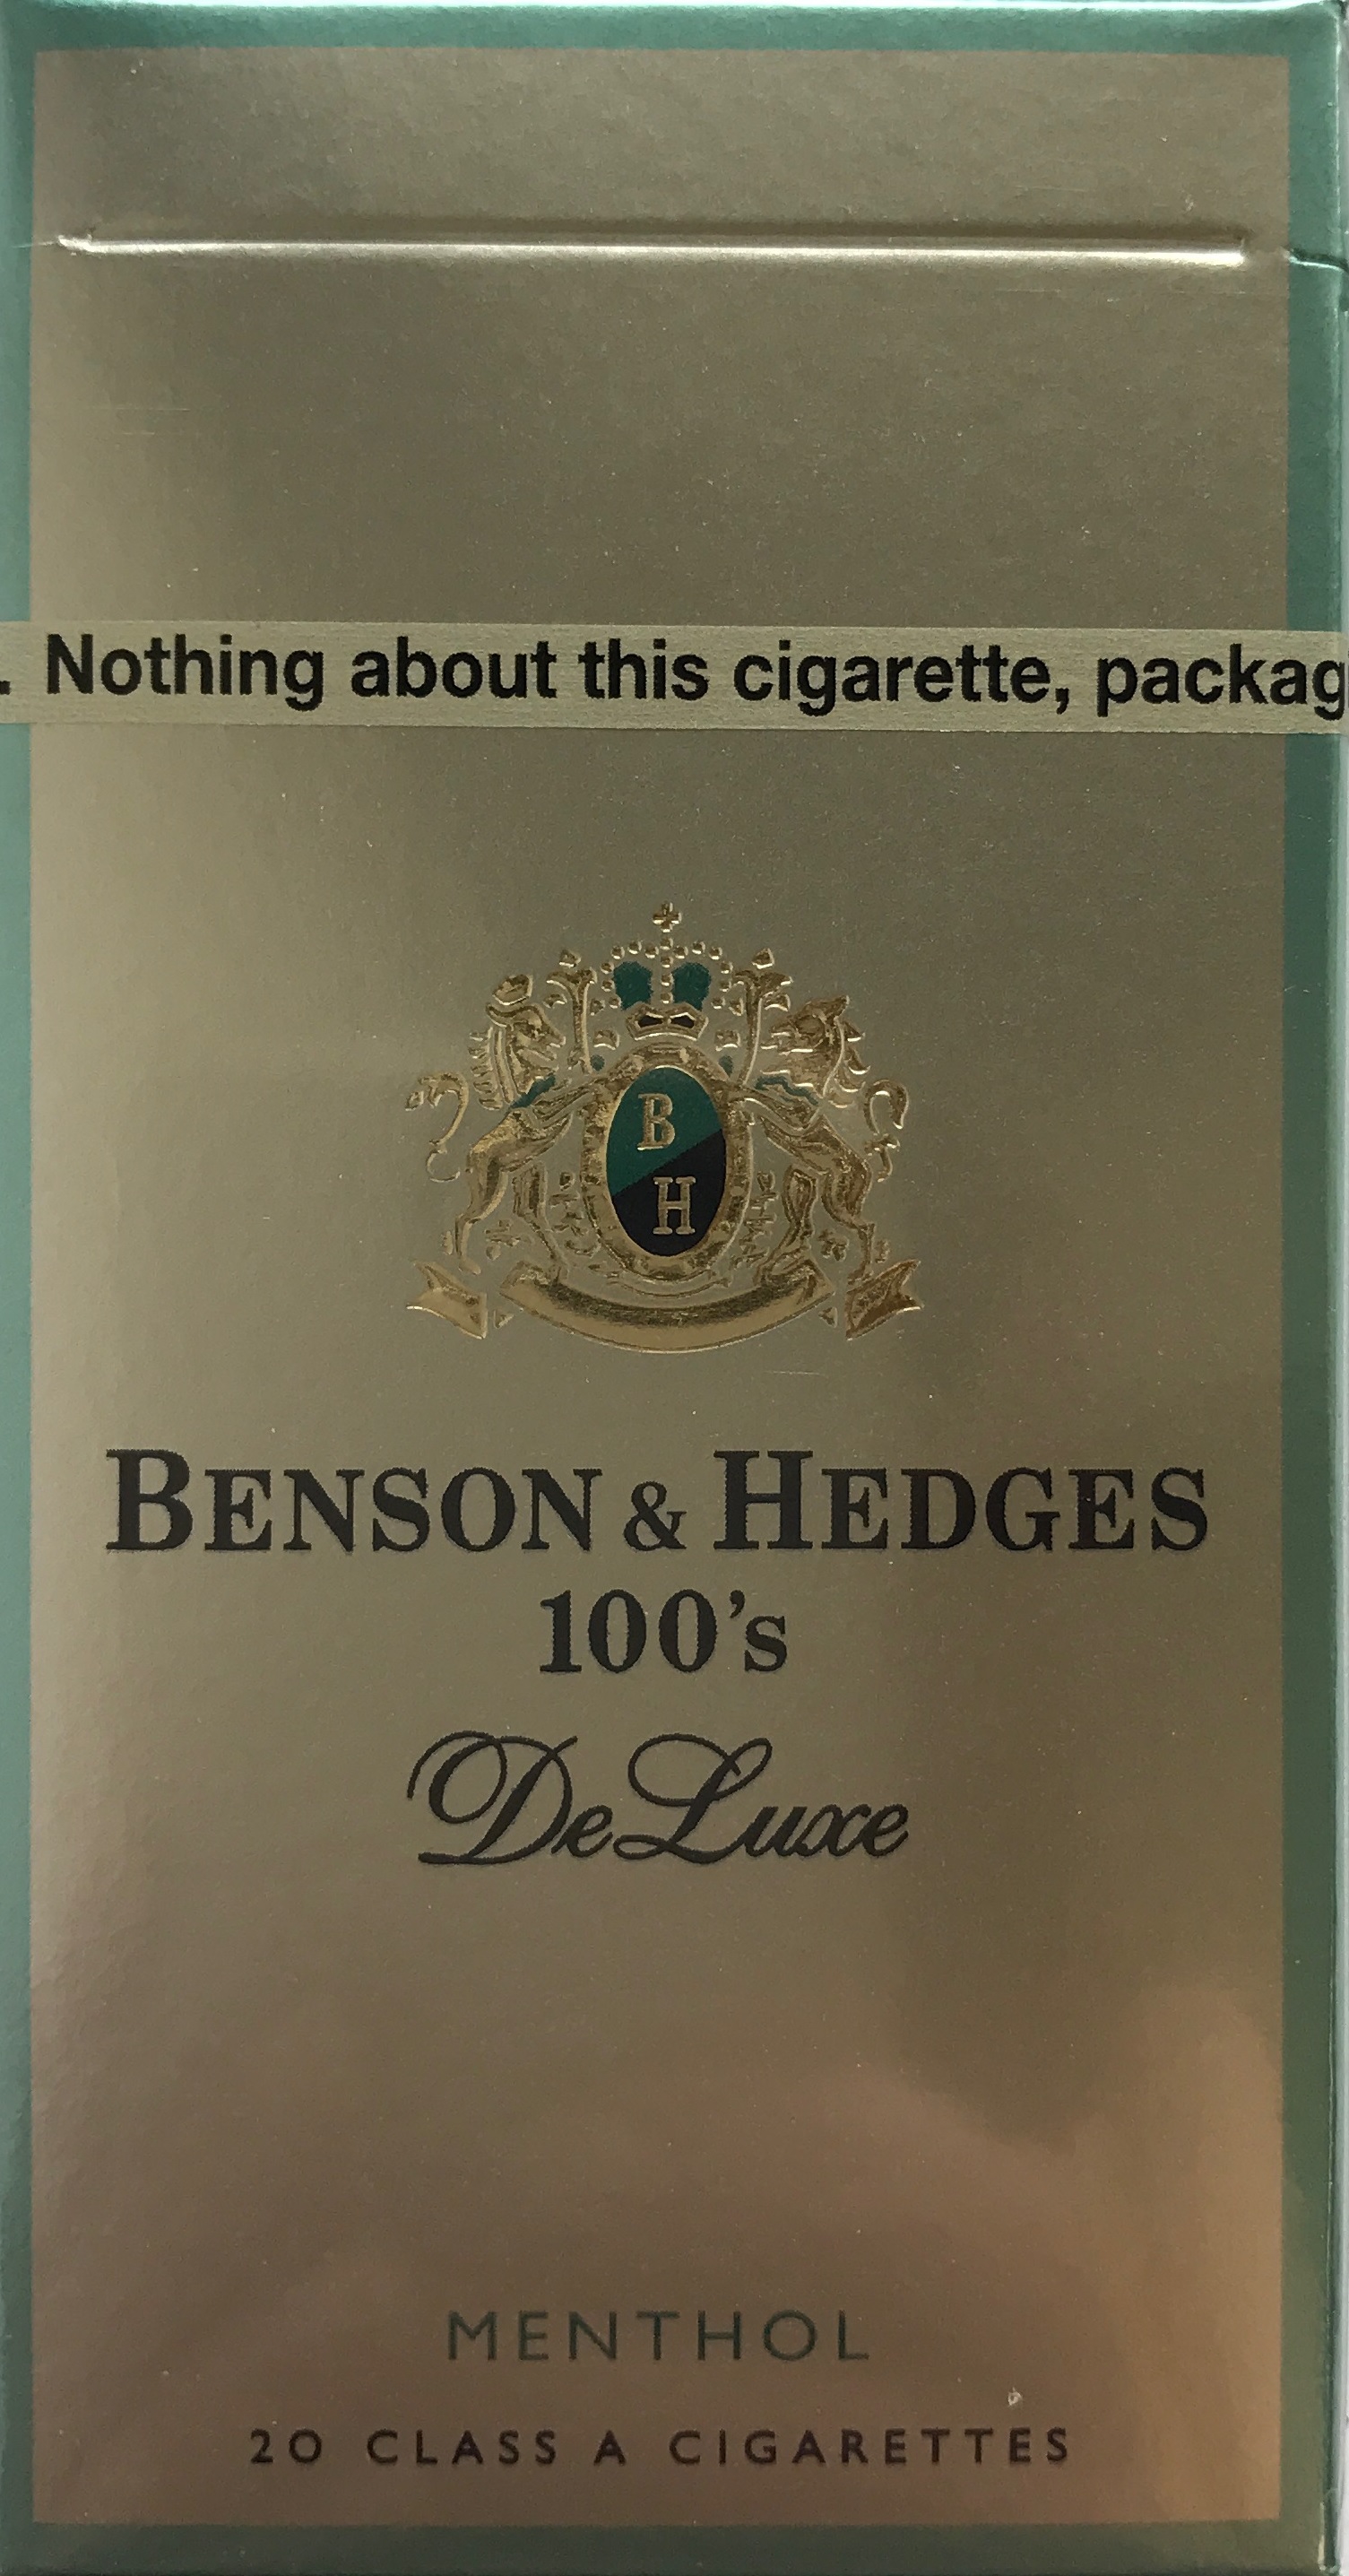 . Nothing about this cigarette, packag
B
H
BENSON & HEDGES
100's
DeLuxe
MENTHOL
20 CLASS A CIGARETTES